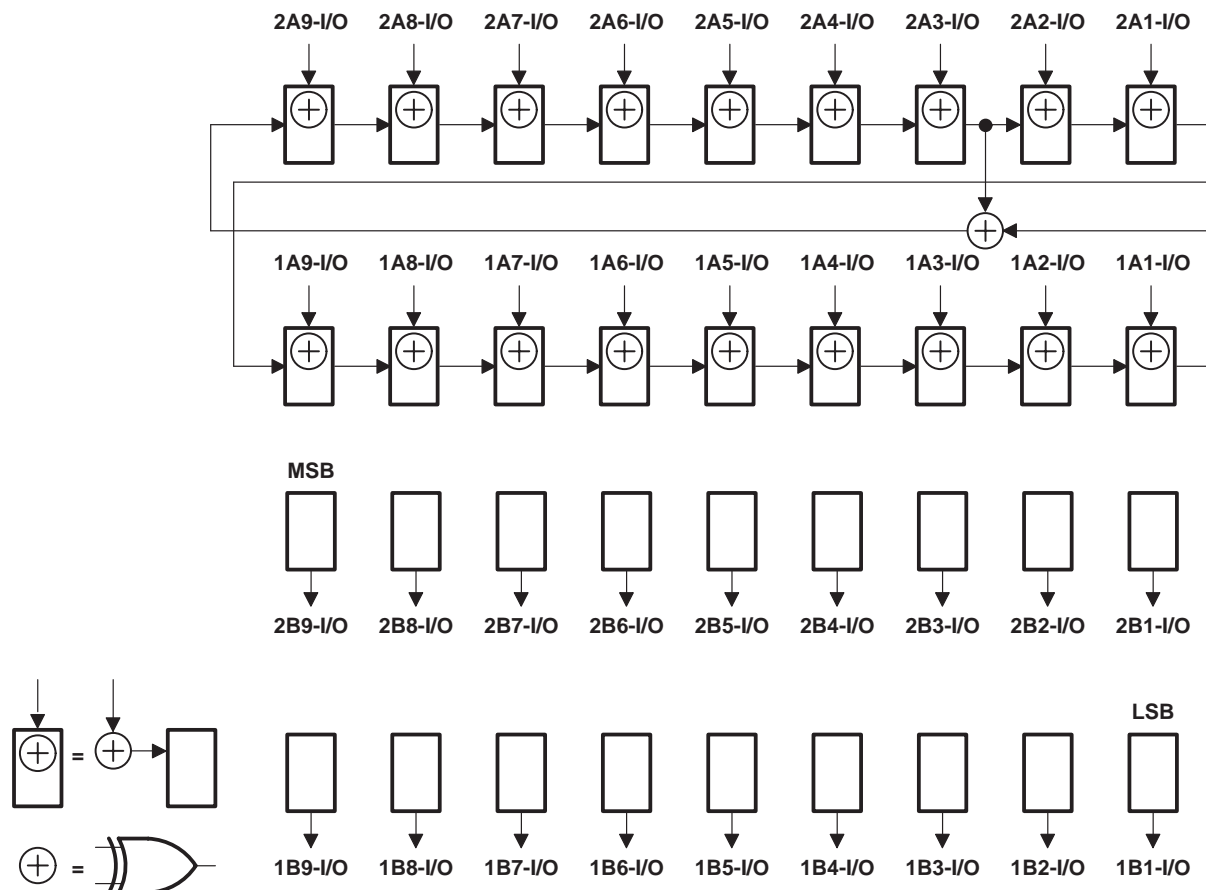 2A9-I/O 2A8-I/O 2A7-I/O 2A6-I/O 2A5-I/O 2A4-I/O 2A3-I/O 2A2-I/O 2A1-I/O
1A9-I/O 1A8-I/O 1A7-I/O 1A6-I/O 1A5-I/O 1A4-I/O 1A3-I/O 1A2-I/O 1A1-I/O
MSB
2B9-I/O 2B8-I/O 2B7-I/O 2B6-I/O 2B5-I/O 2B4-I/O 2B3-I/O 2B2-I/O 2B1-I/O
LSB
=
=
1B9-I/O 1B8-I/O 1B7-I/O 1B6-I/O 1B5-I/O 1B4-I/O 1B3-I/O 1B2-I/O 1B1-I/O